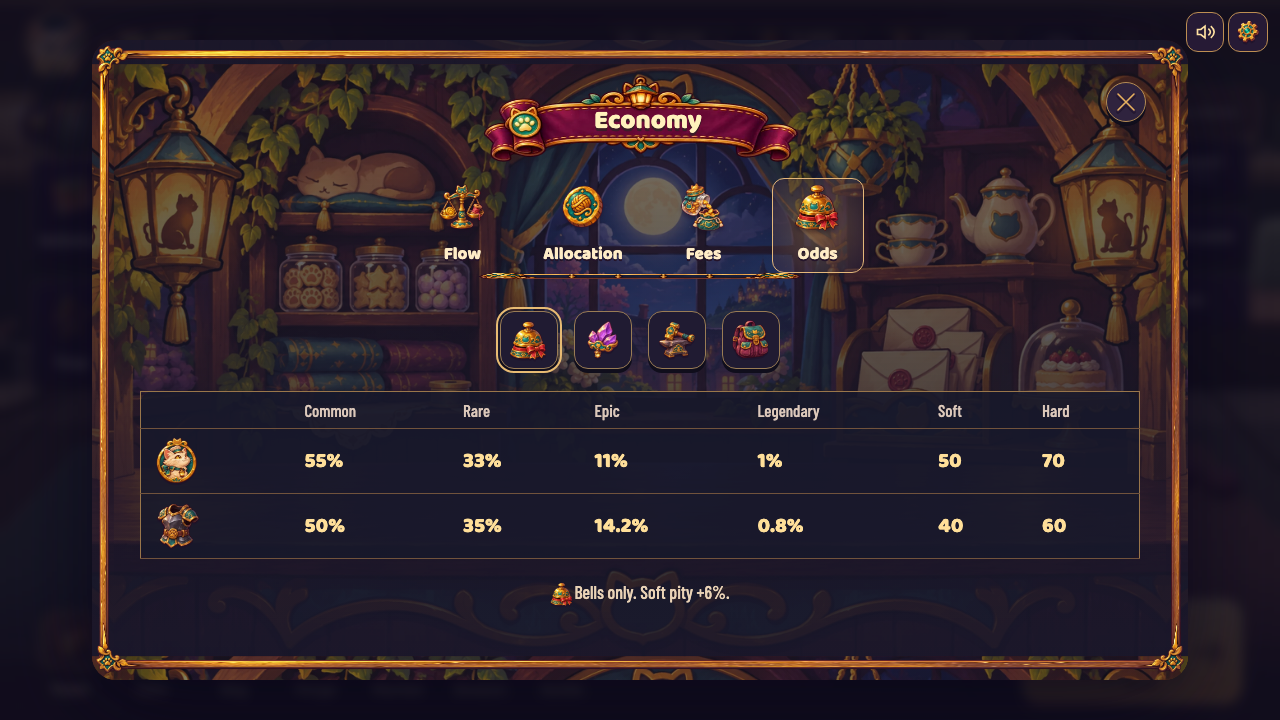 Economy
Flow Allocation Fees Odds
Common Rare Epic Legendary Soft Hard
55% 33% 11% 1% 50 70
50% 35% 14.2% 0.8% 40 60
Bells only. Soft pity +6%.